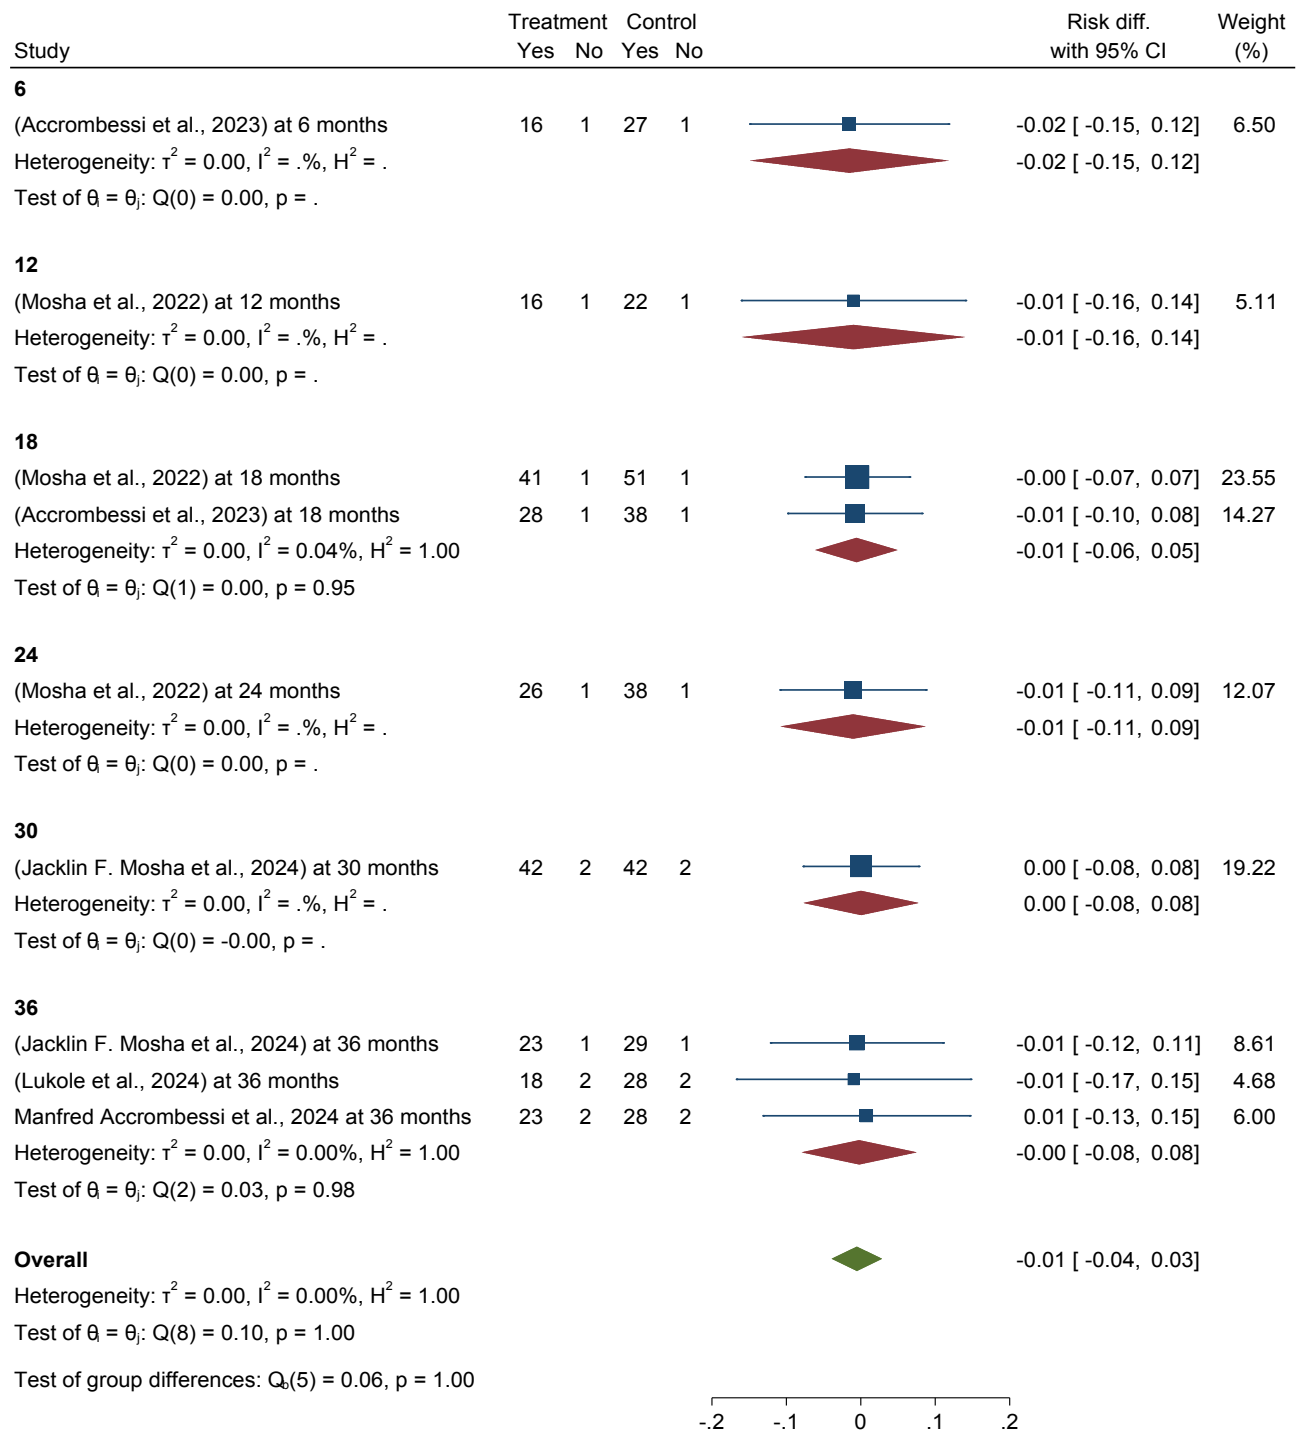 Treatment Control Risk diff. Weight
Study Yes No Yes No with 95% CI (%)
6
(Accrombessi et al., 2023) at 6 months 16 1 27 1 -0.02 [ -0.15, 0.12] 6.50
Heterogeneity: τ² = 0.00, I² = .%, H² = . -0.02 [ -0.15, 0.12]
Test of θᵢ = θⱼ: Q(0) = 0.00, p = .
12
(Mosha et al., 2022) at 12 months 16 1 22 1 -0.01 [ -0.16, 0.14] 5.11
Heterogeneity: τ² = 0.00, I² = .%, H² = . -0.01 [ -0.16, 0.14]
Test of θᵢ = θⱼ: Q(0) = 0.00, p = .
18
(Mosha et al., 2022) at 18 months 41 1 51 1 -0.00 [ -0.07, 0.07] 23.55
(Accrombessi et al., 2023) at 18 months 28 1 38 1 -0.01 [ -0.10, 0.08] 14.27
Heterogeneity: τ² = 0.00, I² = 0.04%, H² = 1.00 -0.01 [ -0.06, 0.05]
Test of θᵢ = θⱼ: Q(1) = 0.00, p = 0.95
24
(Mosha et al., 2022) at 24 months 26 1 38 1 -0.01 [ -0.11, 0.09] 12.07
Heterogeneity: τ² = 0.00, I² = .%, H² = . -0.01 [ -0.11, 0.09]
Test of θᵢ = θⱼ: Q(0) = 0.00, p = .
30
(Jacklin F. Mosha et al., 2024) at 30 months 42 2 42 2 0.00 [ -0.08, 0.08] 19.22
Heterogeneity: τ² = 0.00, I² = .%, H² = . 0.00 [ -0.08, 0.08]
Test of θᵢ = θⱼ: Q(0) = -0.00, p = .
36
(Jacklin F. Mosha et al., 2024) at 36 months 23 1 29 1 -0.01 [ -0.12, 0.11] 8.61
(Lukole et al., 2024) at 36 months 18 2 28 2 -0.01 [ -0.17, 0.15] 4.68
Manfred Accrombessi et al., 2024 at 36 months 23 2 28 2 0.01 [ -0.13, 0.15] 6.00
Heterogeneity: τ² = 0.00, I² = 0.00%, H² = 1.00 -0.00 [ -0.08, 0.08]
Test of θᵢ = θⱼ: Q(2) = 0.03, p = 0.98
Overall -0.01 [ -0.04, 0.03]
Heterogeneity: τ² = 0.00, I² = 0.00%, H² = 1.00
Test of θᵢ = θⱼ: Q(8) = 0.10, p = 1.00
Test of group differences: Q_b(5) = 0.06, p = 1.00
-.2 -.1 0 .1 .2